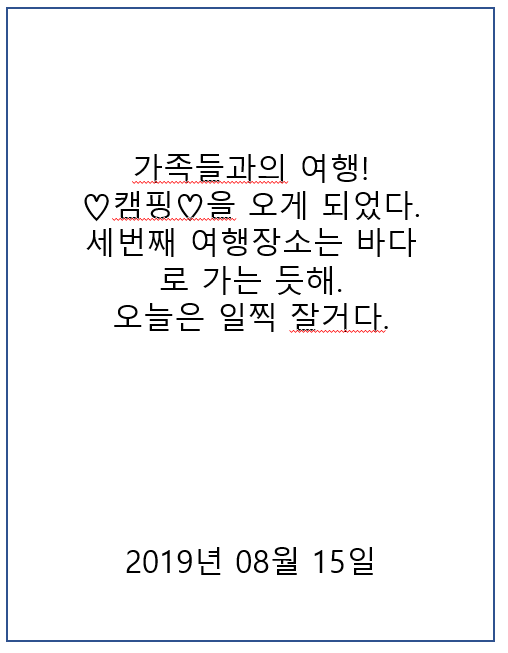 가족들과의 여행!
♡캠핑♡을 오게 되었다.
세번째 여행장소는 바다
로 가는 듯해.
오늘은 일찍 잘거다.
2019년 08월 15일